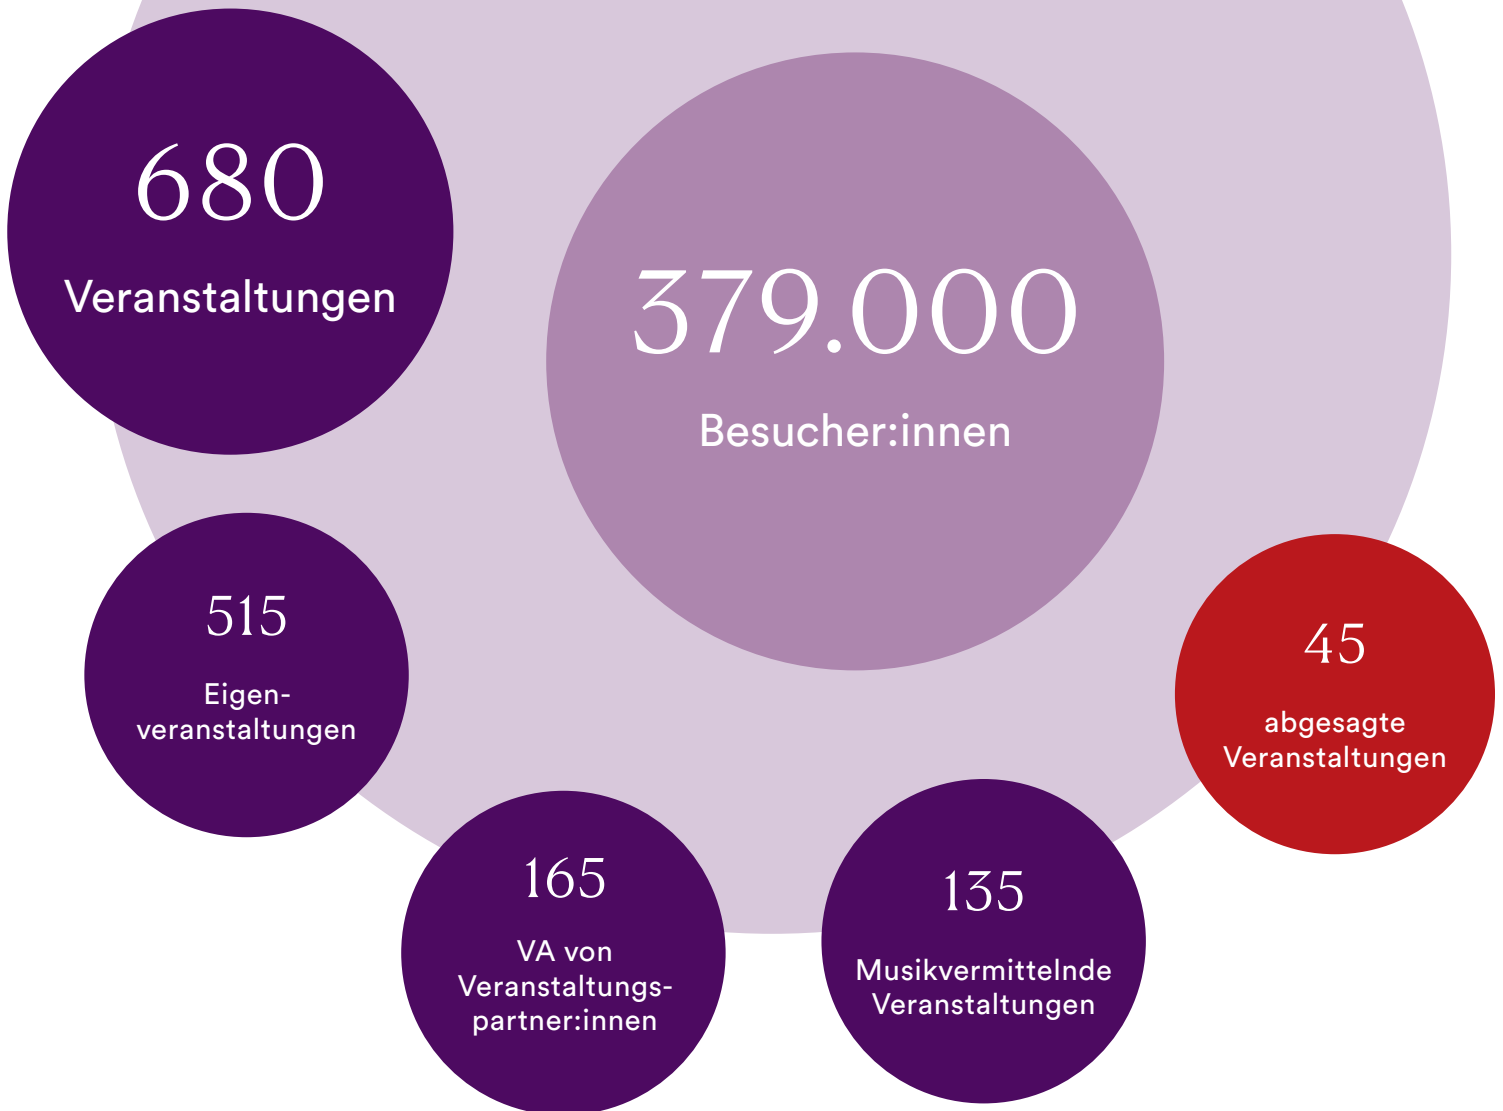 680
Veranstaltungen
379.000
Besucher:innen
515
Eigen-
veranstaltungen
165
VA von
Veranstaltungs-
partner:innen
135
Musikvermittelnde
Veranstaltungen
45
abgesagte
Veranstaltungen